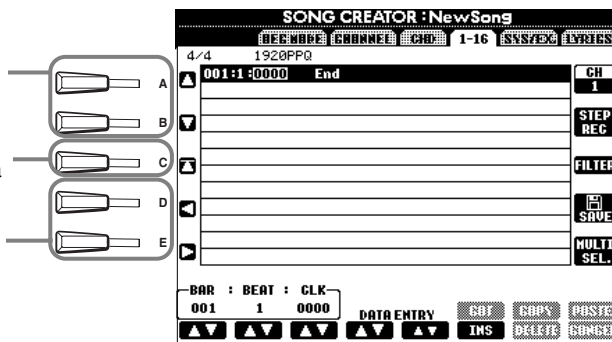 SONG CREATOR : NewSong
REC MODE CHANNEL CHD 1-16 SYS/EX. LYRICS
4/4 1920PPQ
001:1:0000 End
A
B
C
D
E
CH
1
STEP
REC
FILTER
SAVE
MULTI
SEL.
BAR : BEAT : CLK
001 1 0000
DATA ENTRY
INS
CUT COPY
DELETE